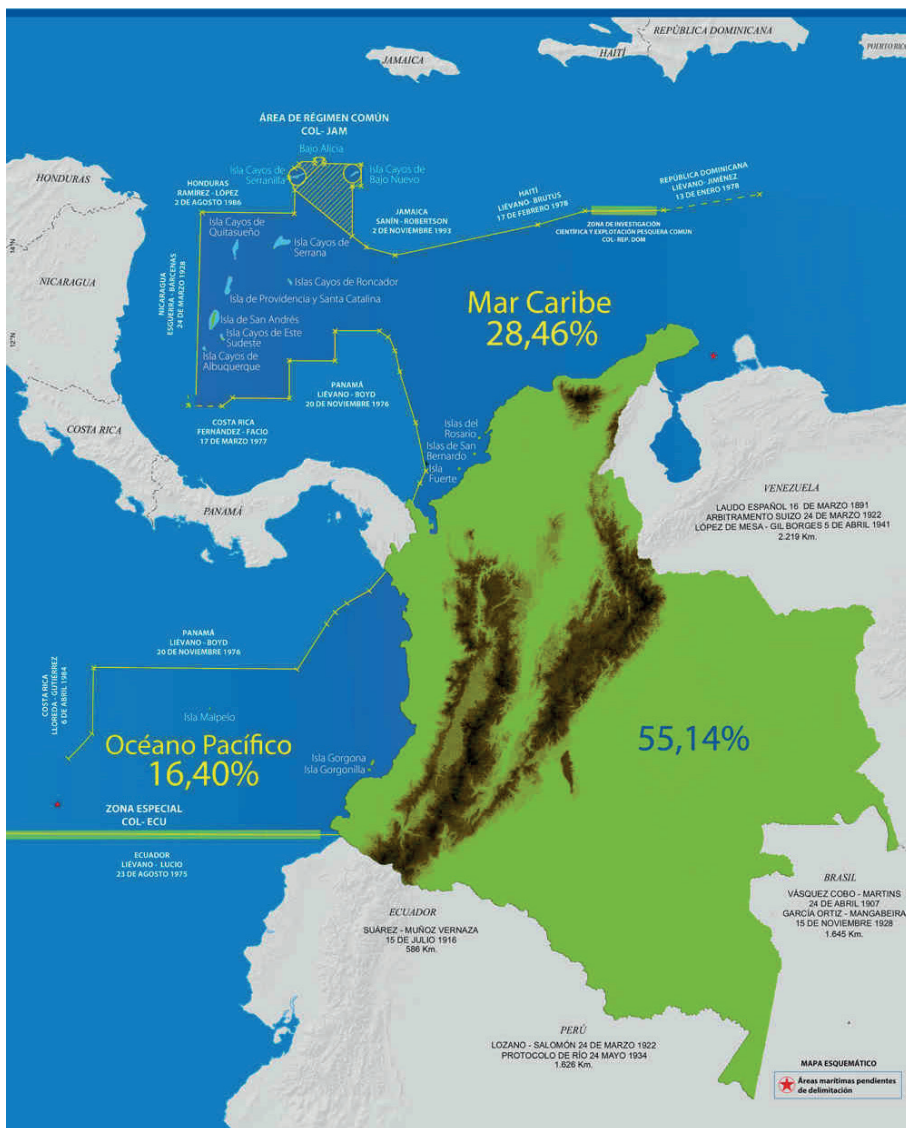 REPÚBLICA DOMINICANA
HAITÍ
PUERTO RICO
JAMAICA
ÁREA DE RÉGIMEN COMÚN
COL- JAM
Bajo Alicia
Isla Cayos de
Serranilla
Isla Cayos de
Bajo Nuevo
HONDURAS
HONDURAS
RAMÍREZ - LÓPEZ
2 DE AGOSTO 1986
HAITÍ
LIÉVANO- BRUTUS
17 DE FEBRERO 1978
REPÚBLICA DOMINICANA
LIÉVANO- JIMÉNEZ
13 DE ENERO 1978
JAMAICA
SANÍN - ROBERTSON
2 DE NOVIEMBRE 1993
ZONA DE INVESTIGACIÓN
CIENTÍFICA Y EXPLOTACIÓN PESQUERA COMÚN
COL- REP. DOM
14°N
Isla Cayos de
Quitasueño
Isla Cayos de
Serrana
NICARAGUA
NICARAGUA
ESGUERRA - BÁRCENAS
24 DE MARZO 1928
Islas Cayos de Roncador
Isla de Providencia y Santa Catalina
Mar Caribe
28,46%
12°N
Isla de San Andrés
Isla Cayos de Este
Sudeste
Isla Cayos de
Albuquerque
PANAMÁ
LIÉVANO - BOYD
20 DE NOVIEMBRE 1976
COSTA RICA
COSTA RICA
FERNÁNDEZ - FACIO
17 DE MARZO 1977
Islas del
Rosario
Islas de San
Bernardo
Isla
Fuerte
PANAMÁ
VENEZUELA
LAUDO ESPAÑOL 16 DE MARZO 1891
ARBITRAMENTO SUIZO 24 DE MARZO 1922
LÓPEZ DE MESA - GIL BORGES 5 DE ABRIL 1941
2.219 Km.
PANAMÁ
LIÉVANO - BOYD
20 DE NOVIEMBRE 1976
COSTA RICA
LLOREDA - GUTIÉRREZ
6 DE ABRIL 1984
Isla Malpelo
Océano Pacífico
16,40%
Isla Gorgona
Isla Gorgonilla
55,14%
ZONA ESPECIAL
COL- ECU
ECUADOR
LIÉVANO - LUCIO
23 DE AGOSTO 1975
BRASIL
VÁSQUEZ COBO - MARTINS
24 DE ABRIL 1907
GARCÍA ORTIZ - MANGABEIRA
15 DE NOVIEMBRE 1928
1.645 Km.
ECUADOR
SUÁREZ - MUÑOZ VERNAZA
15 DE JULIO 1916
586 Km.
PERÚ
LOZANO - SALOMÓN 24 DE MARZO 1922
PROTOCOLO DE RÍO 24 MAYO 1934
1.626 Km.
MAPA ESQUEMÁTICO
Áreas marítimas pendientes
de delimitación